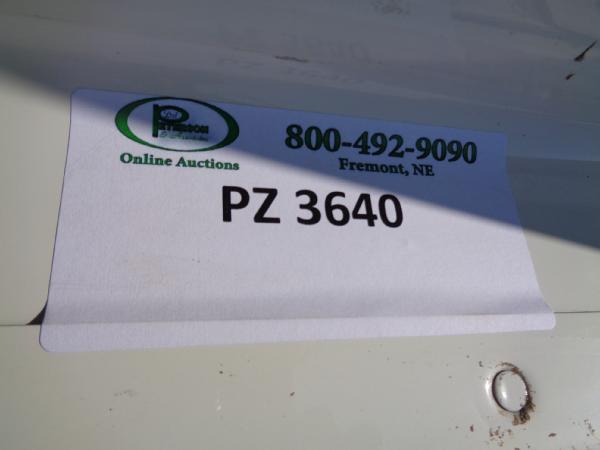 PETERSON
Online Auctions
800-492-9090
Fremont, NE
PZ 3640